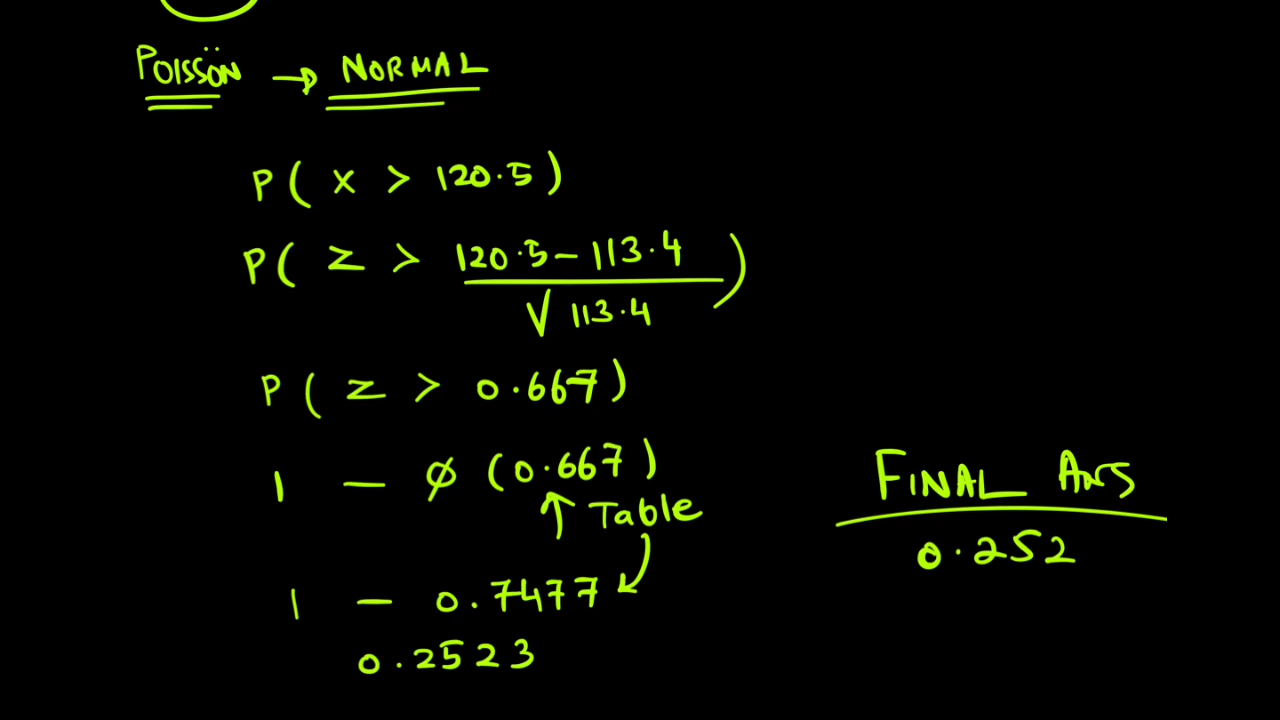 POISSON → NORMAL
P( x > 120.5)
P( z > 120.5 - 113.4 / √113.4 )
P( z > 0.667)
1 - ø (0.667)
↑ Table
1 - 0.7477
0.2523
FINAL Ans
0.252